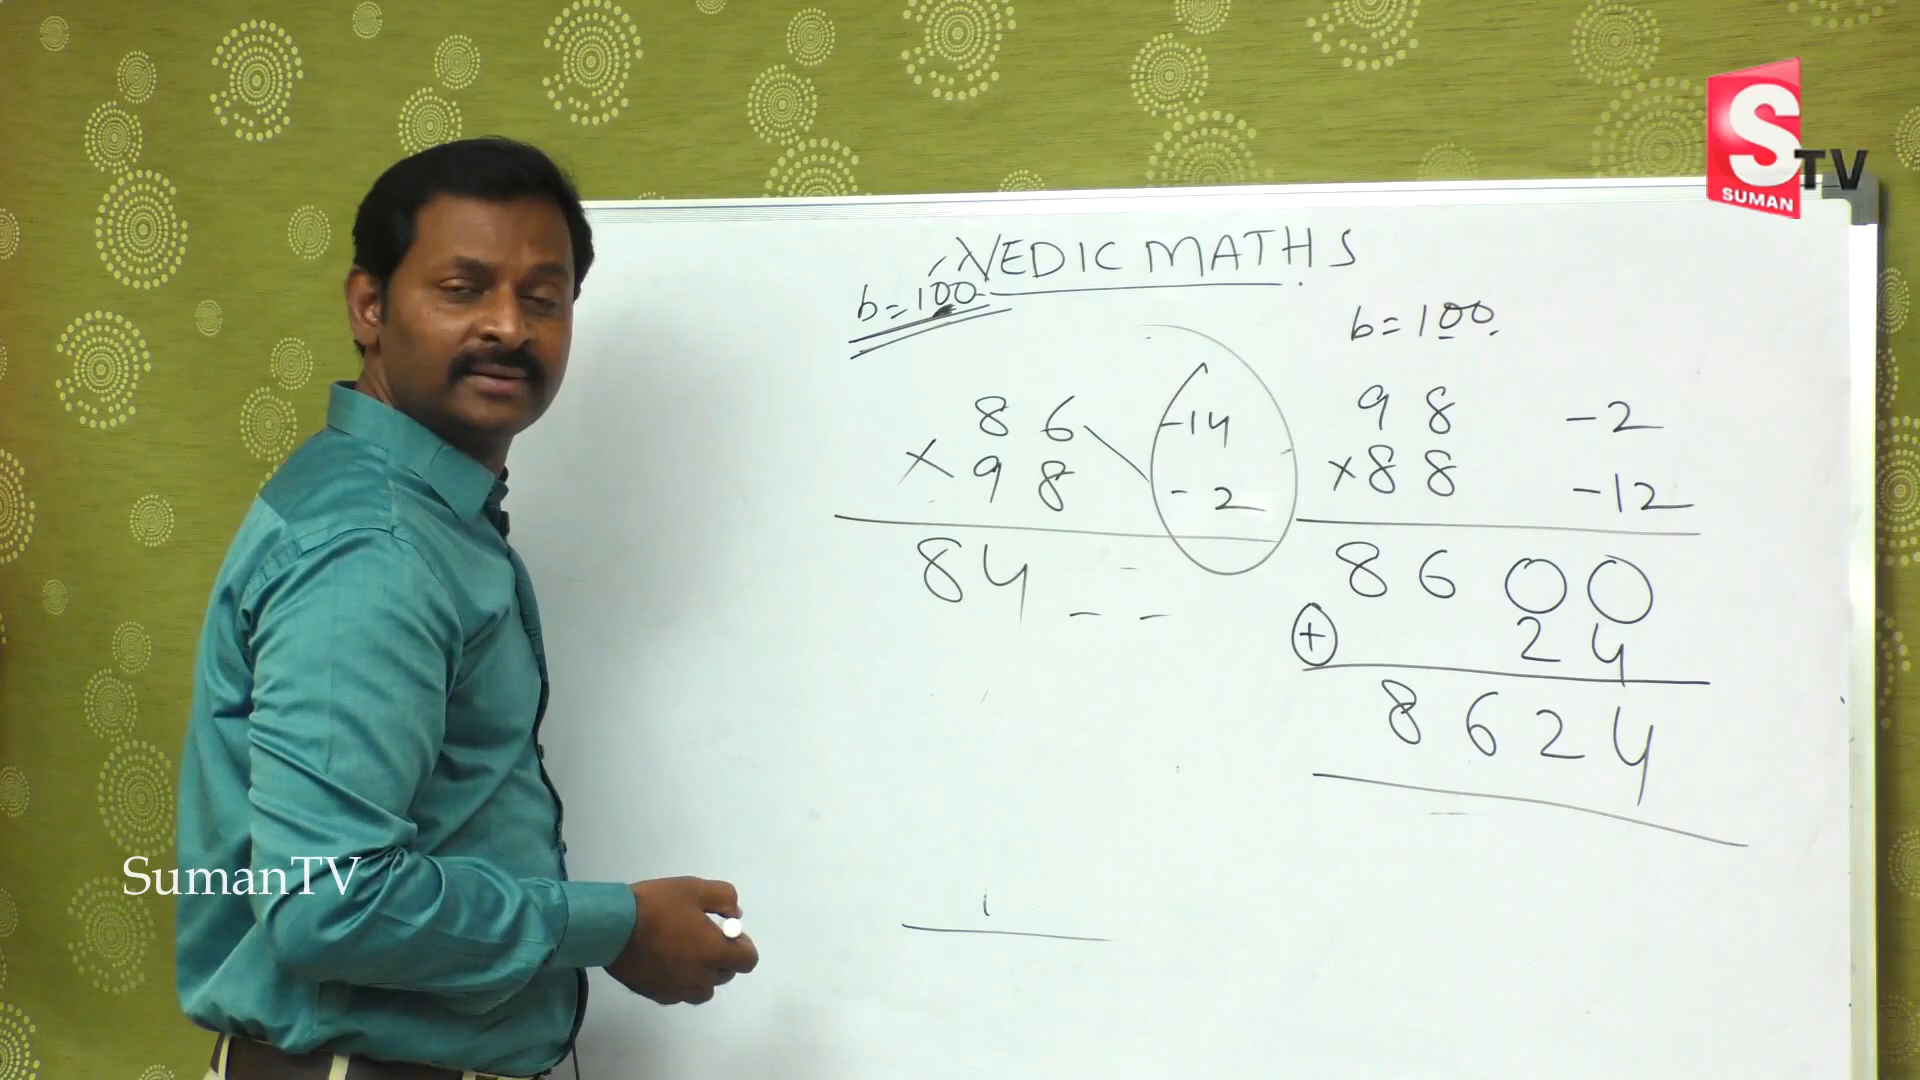 VEDIC MATHS
b=100
86 -14
×98 -2
84 - -
b=100
98 -2
×88 -12
8600
+ 24
8624
S TV
SUMAN
SumanTV